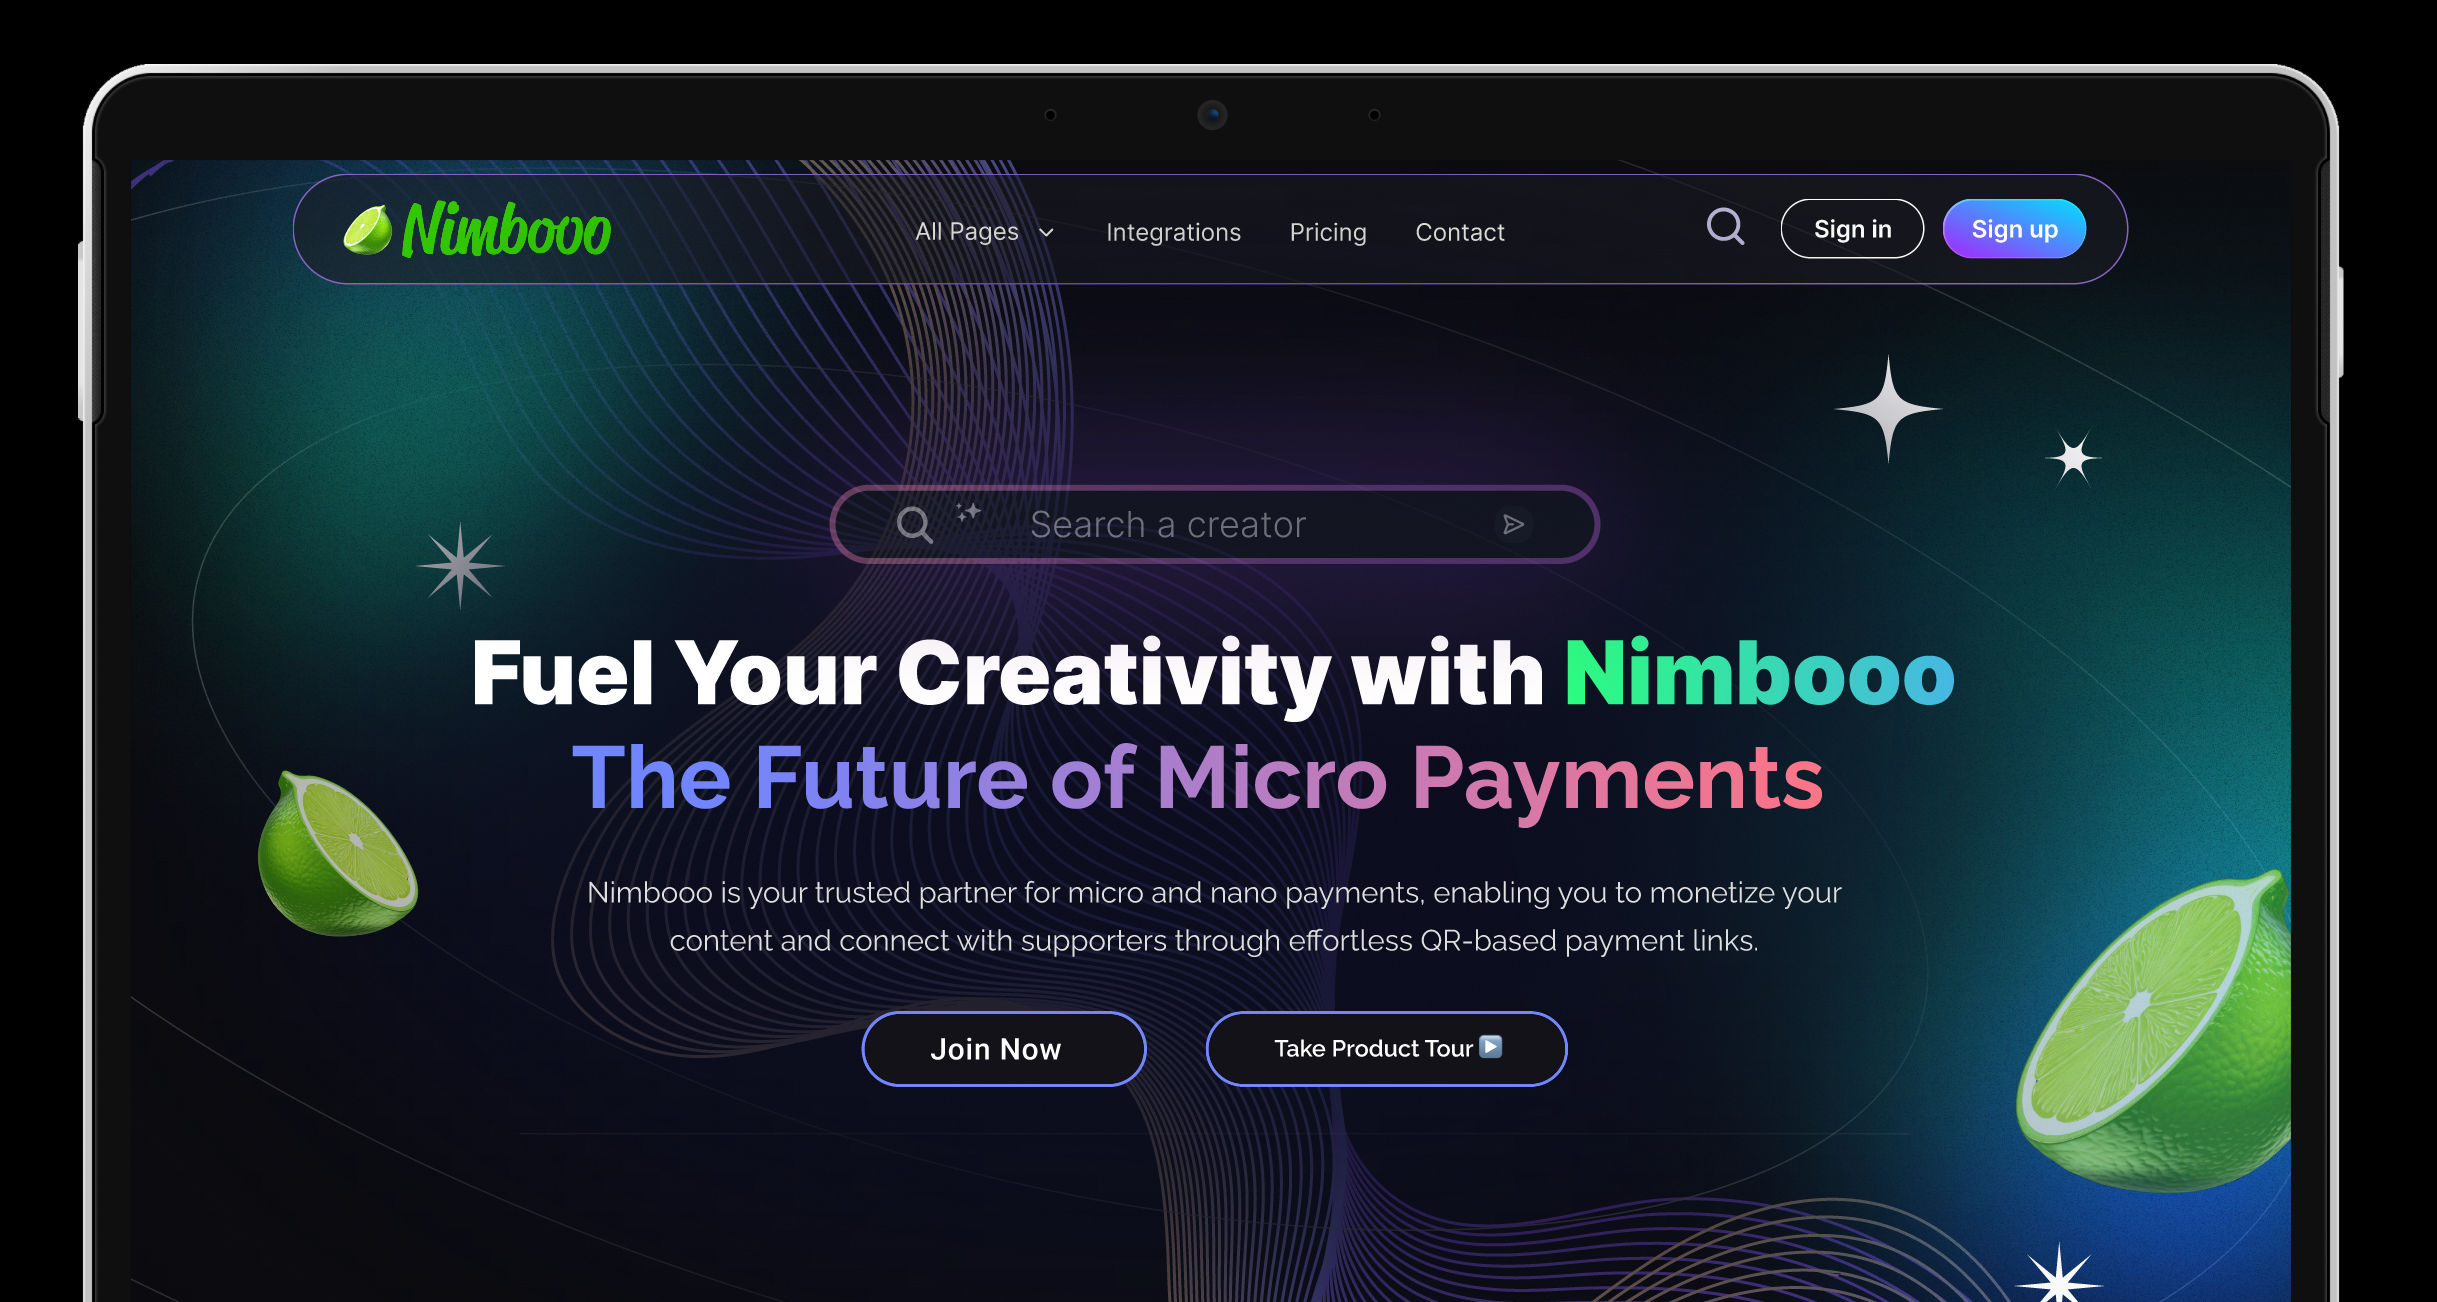 Nimbooo
All Pages
Integrations
Pricing
Contact
Sign in
Sign up
Search a creator
Fuel Your Creativity with Nimbooo
The Future of Micro Payments
Nimbooo is your trusted partner for micro and nano payments, enabling you to monetize your
content and connect with supporters through effortless QR-based payment links.
Join Now
Take Product Tour